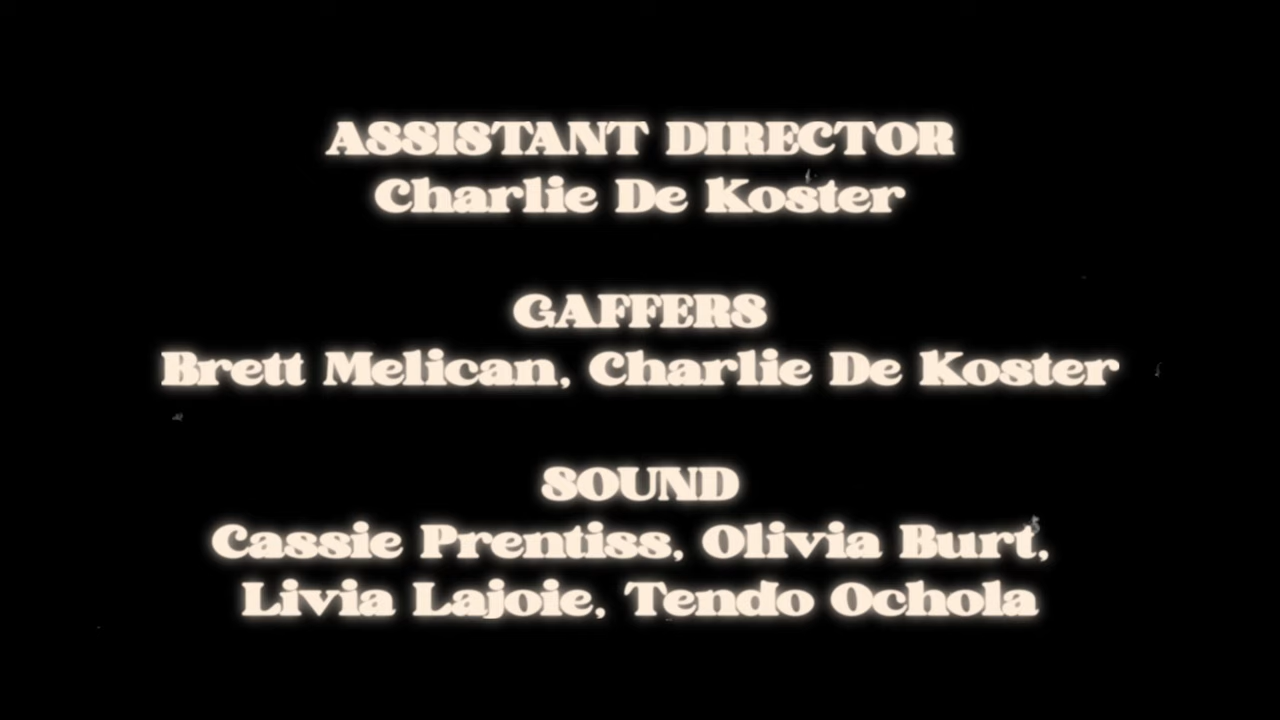 ASSISTANT DIRECTOR
Charlie De Koster
GAFFERS
Brett Melican, Charlie De Koster
SOUND
Cassie Prentiss, Olivia Burt,
Livia Lajoie, Tendo Ochola